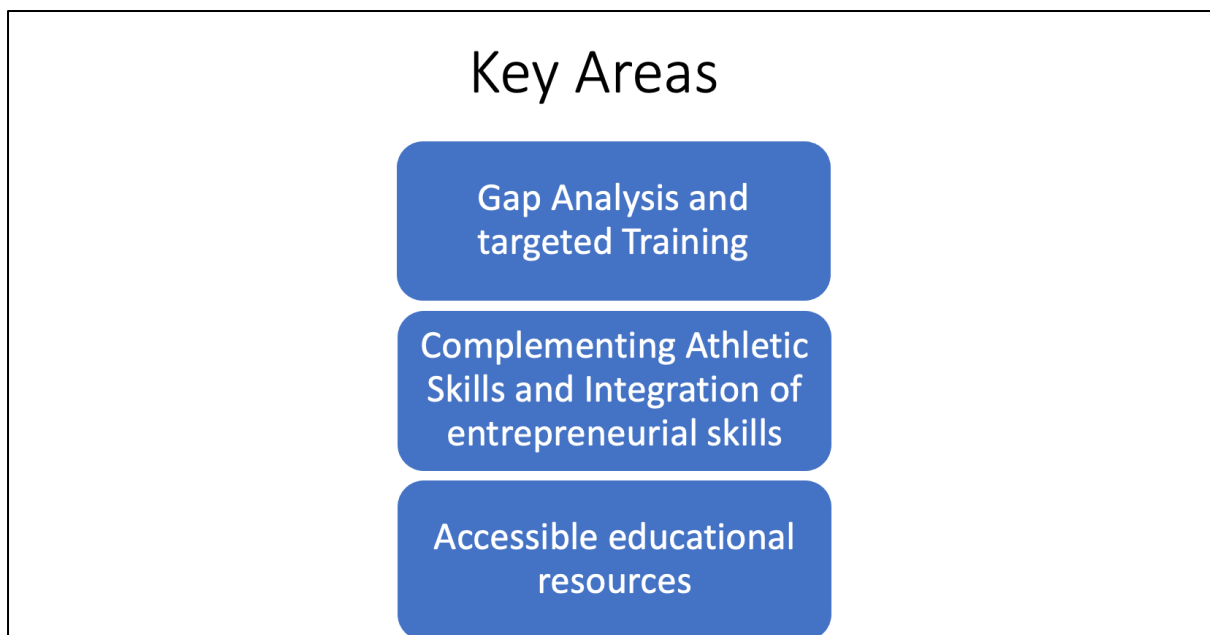 Key Areas
Gap Analysis and
targeted Training
Complementing Athletic
Skills and Integration of
entrepreneurial skills
Accessible educational
resources